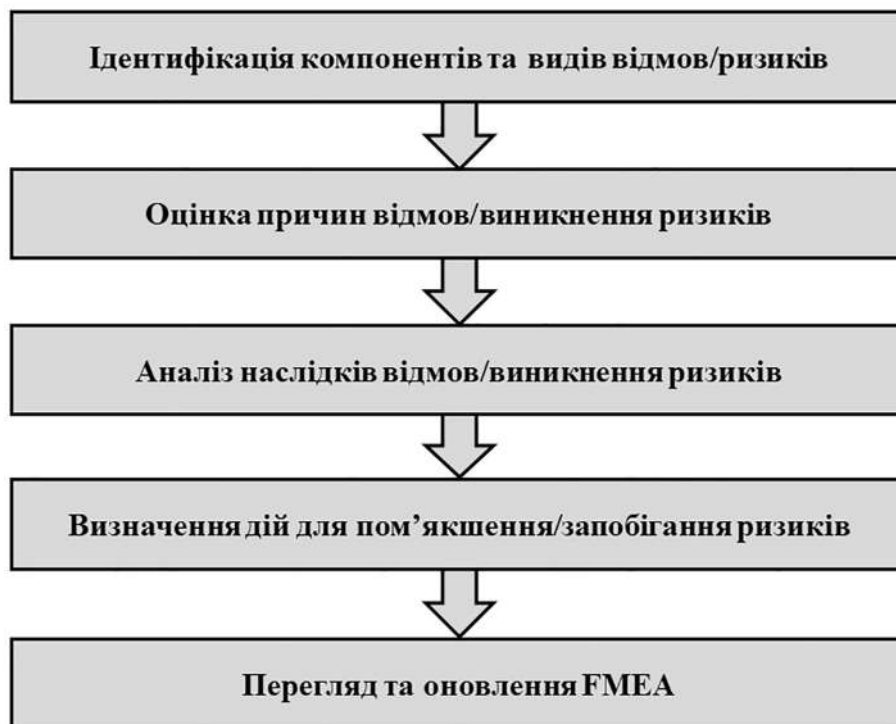 Ідентифікація компонентів та видів відмов/ризиків
Оцінка причин відмов/виникнення ризиків
Аналіз наслідків відмов/виникнення ризиків
Визначення дій для пом’якшення/запобігання ризиків
Перегляд та оновлення FMEA